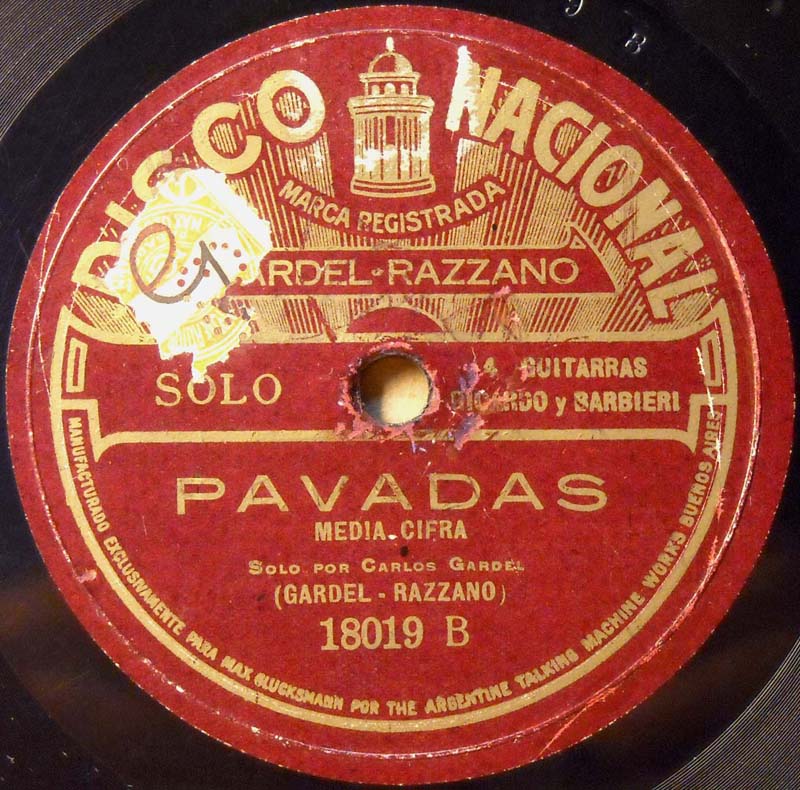 DISCO NACIONAL
MARCA REGISTRADA
GARDEL-RAZZANO
SOLO
4 GUITARRAS
RICARDO y BARBIERI
PAVADAS
MEDIA CIFRA
SOLO POR CARLOS GARDEL
(GARDEL - RAZZANO)
18019 B
MANUFACTURADO EXCLUSIVAMENTE PARA MAX GLUCKSMANN POR THE ARGENTINE TALKING MACHINE WORKS BUENOS AIRES